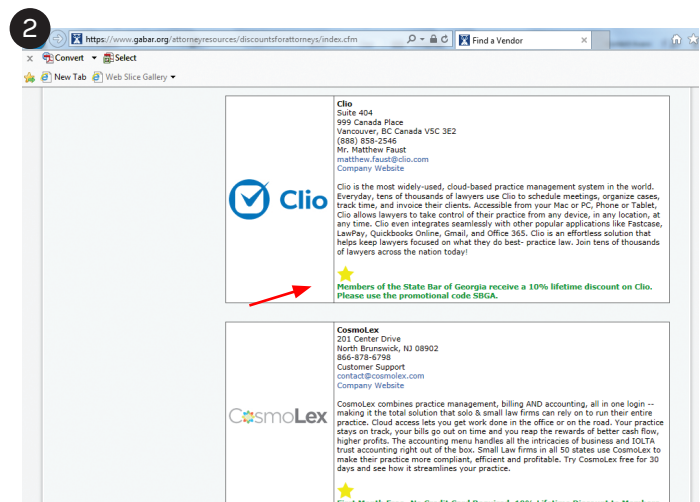 2
https://www.gabar.org/attorneyresources/discountsforattorneys/index.cfm
Find a Vendor
x Convert Select
New Tab Web Slice Gallery
Clio
Suite 404
999 Canada Place
Vancouver, BC Canada V5C 3E2
(888) 858-2546
Mr. Matthew Faust
matthew.faust@clio.com
Company Website
Clio is the most widely-used, cloud-based practice management system in the world.
Everyday, tens of thousands of lawyers use Clio to schedule meetings, organize cases,
track time, and invoice their clients. Accessible from your Mac or PC, Phone or Tablet,
Clio allows lawyers to take control of their practice from any device, in any location, at
any time. Clio even integrates seamlessly with other popular applications like Fastcase,
LawPay, Quickbooks Online, Gmail, and Office 365. Clio is an effortless solution that
helps keep lawyers focused on what they do best- practice law. Join tens of thousands
of lawyers across the nation today!
Clio
Members of the State Bar of Georgia receive a 10% lifetime discount on Clio.
Please use the promotional code SBGA.
CosmoLex
201 Center Drive
North Brunswick, NJ 08902
866-878-6798
Customer Support
contact@cosmolex.com
Company Website
CosmoLex combines practice management, billing AND accounting, all in one login --
making it the total solution that solo & small law firms can rely on to run their entire
practice. Cloud access lets you get work done in the office or on the road. Your practice
stays on track, your bills go out on time and you reap the rewards of better cash flow,
higher profits. The accounting menu handles all the intricacies of business and IOLTA
trust accounting right out of the box. Small Law firms in all 50 states use CosmoLex to
make their practice more compliant, efficient and profitable. Try CosmoLex free for 30
days and see how it streamlines your practice.
CosmoLex